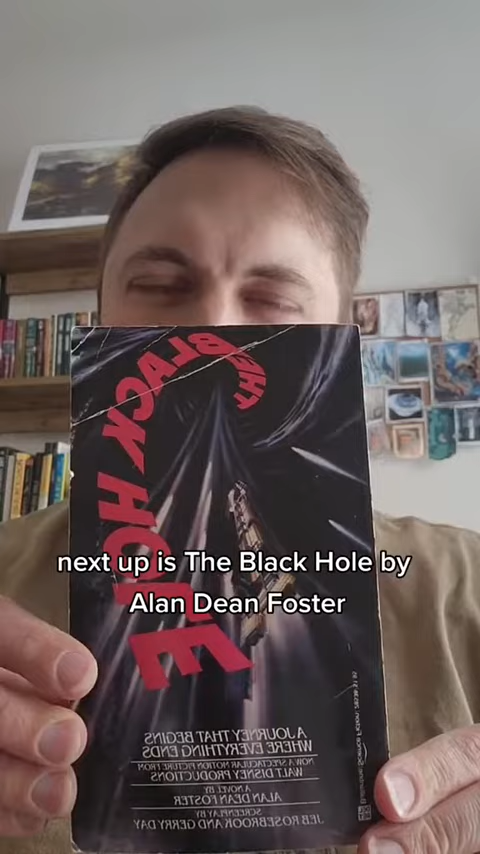 THE BLACK HOLE
next up is The Black Hole by
Alan Dean Foster
A JOURNEY THAT BEGINS
WHERE EVERYTHING ENDS
NOW A SPECTACULAR MOTION PICTURE FROM
WALT DISNEY PRODUCTIONS
A NOVEL BY
ALAN DEAN FOSTER
SCREENPLAY BY
JEB ROSEBROOK AND GERRY DAY